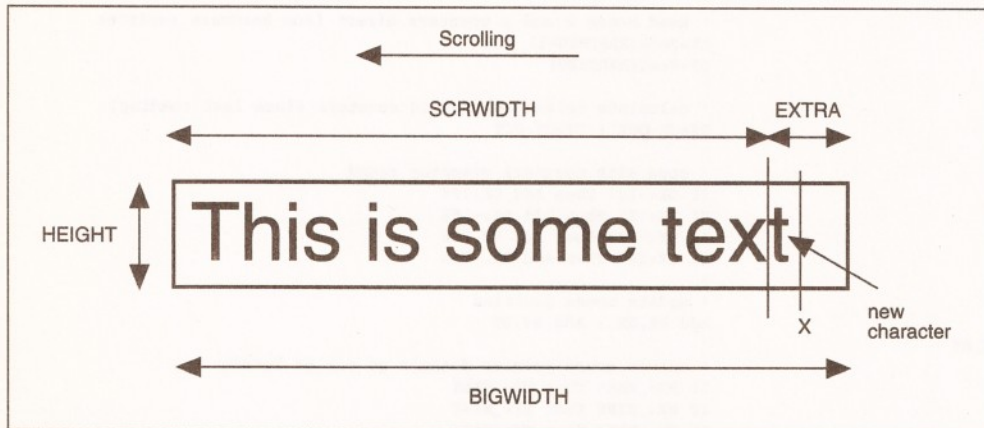 Scrolling
SCRWIDTH
EXTRA
HEIGHT
This is some text
new
character
X
BIGWIDTH